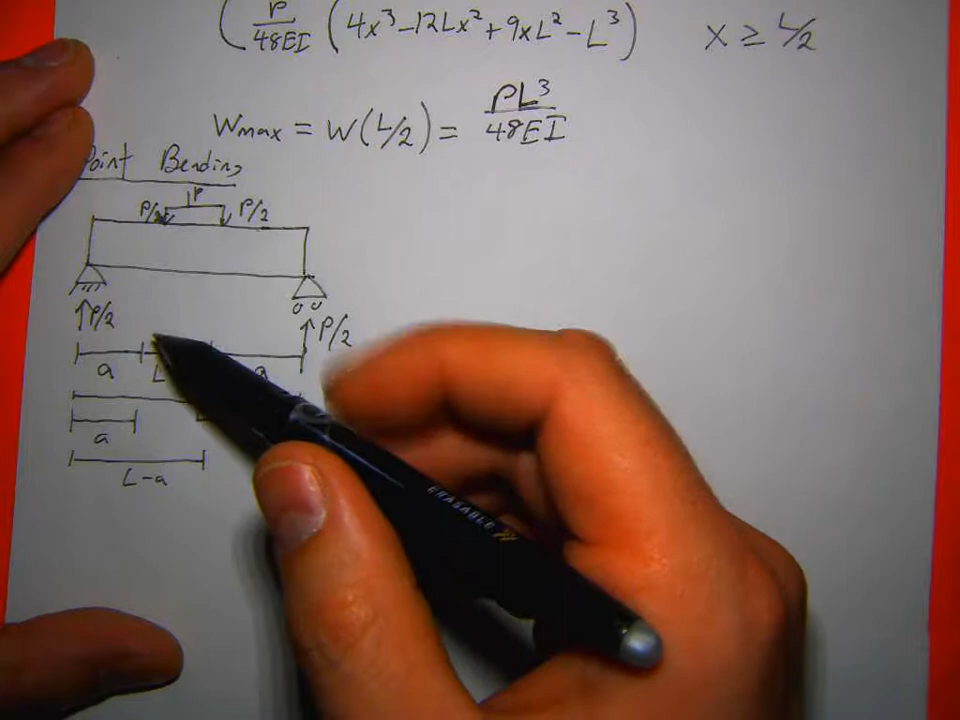 ( P/48EI (4x³-12Lx²+9xL²-L³) x ≥ L/2
Wmax = W(L/2) = PL³/48EI
Point Bending
P
P/2 P/2
P/2 P/2
a L a
a
L-a
ERASABLE